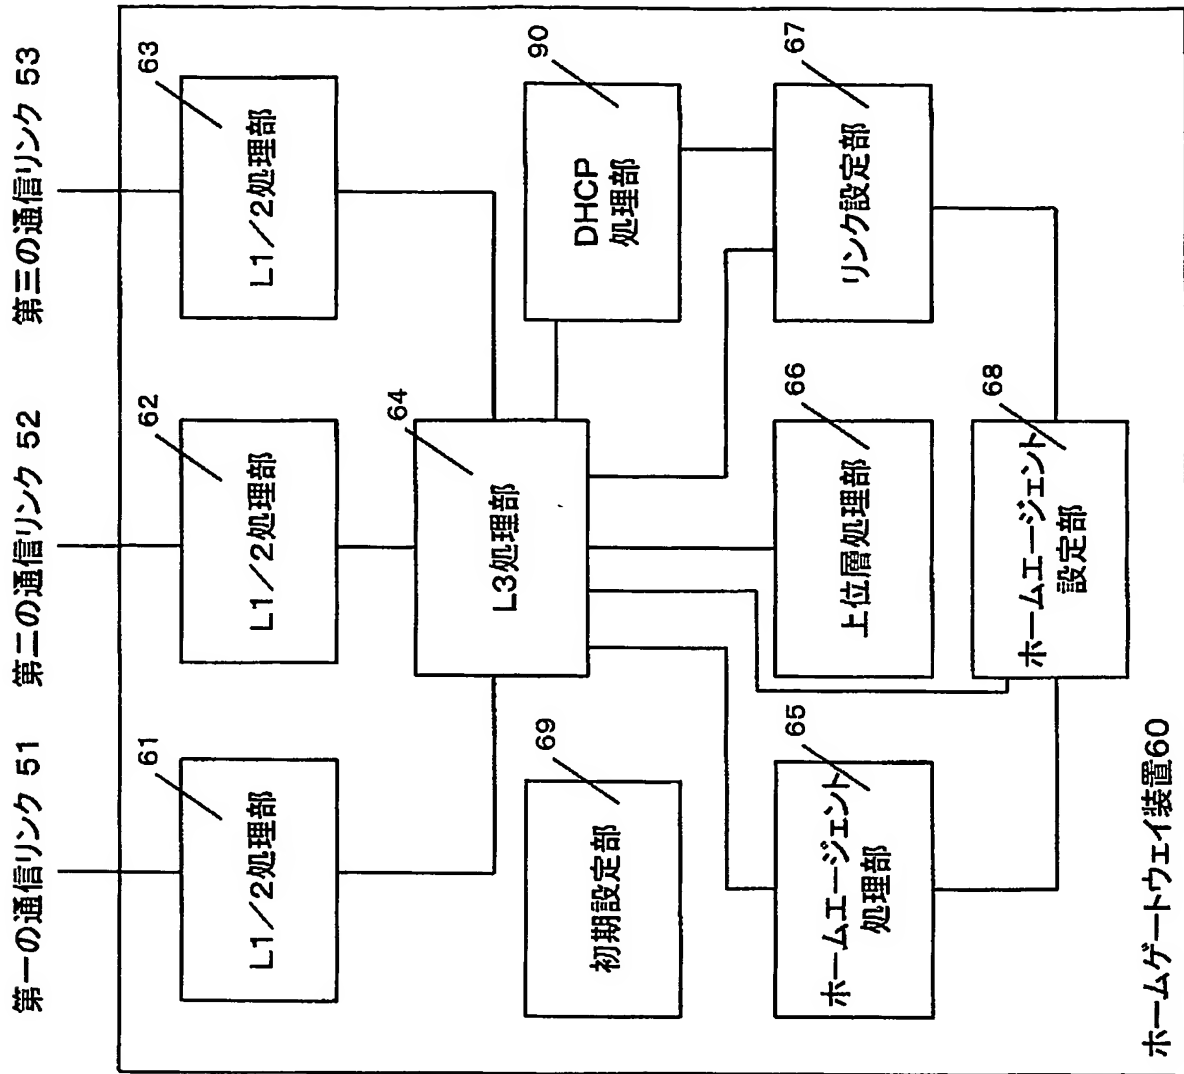 第一の通信リンク 51
第二の通信リンク 52
第三の通信リンク 53
61
L1／2処理部
62
L1／2処理部
63
L1／2処理部
64
L3処理部
69
初期設定部
90
DHCP
処理部
65
ホームエージェント
処理部
66
上位層処理部
67
リンク設定部
68
ホームエージェント
設定部
ホームゲートウェイ装置60